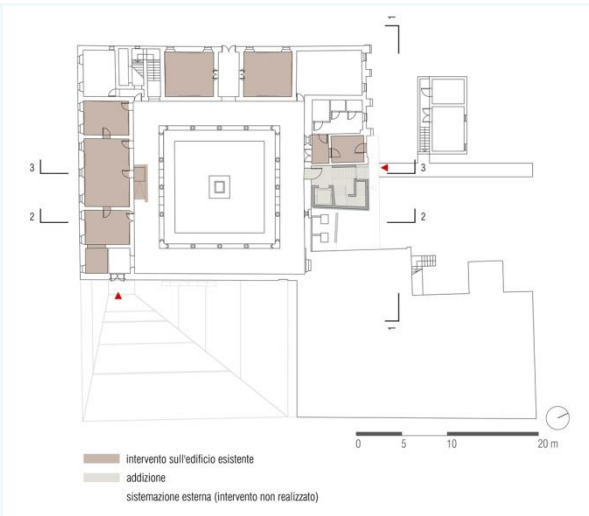 1
3
3
2
2
1
0 5 10 20 m
intervento sull'edificio esistente
addizione
sistemazione esterna (intervento non realizzato)